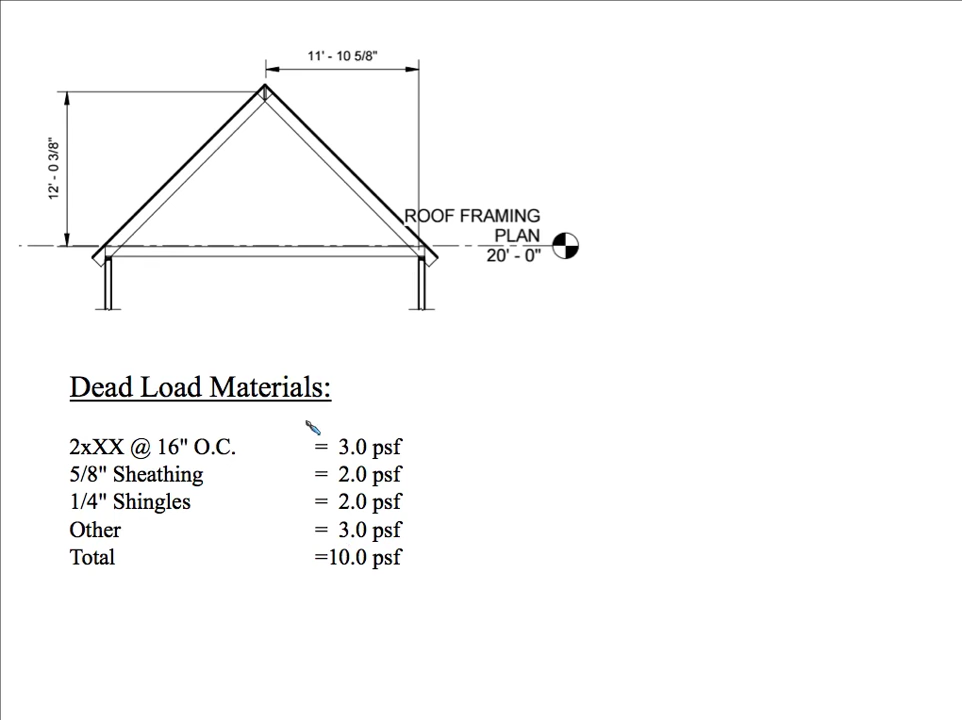 11' - 10 5/8"
12' - 0 3/8"
ROOF FRAMING
PLAN
20' - 0"
Dead Load Materials:
2xXX @ 16" O.C. = 3.0 psf
5/8" Sheathing = 2.0 psf
1/4" Shingles = 2.0 psf
Other = 3.0 psf
Total =10.0 psf